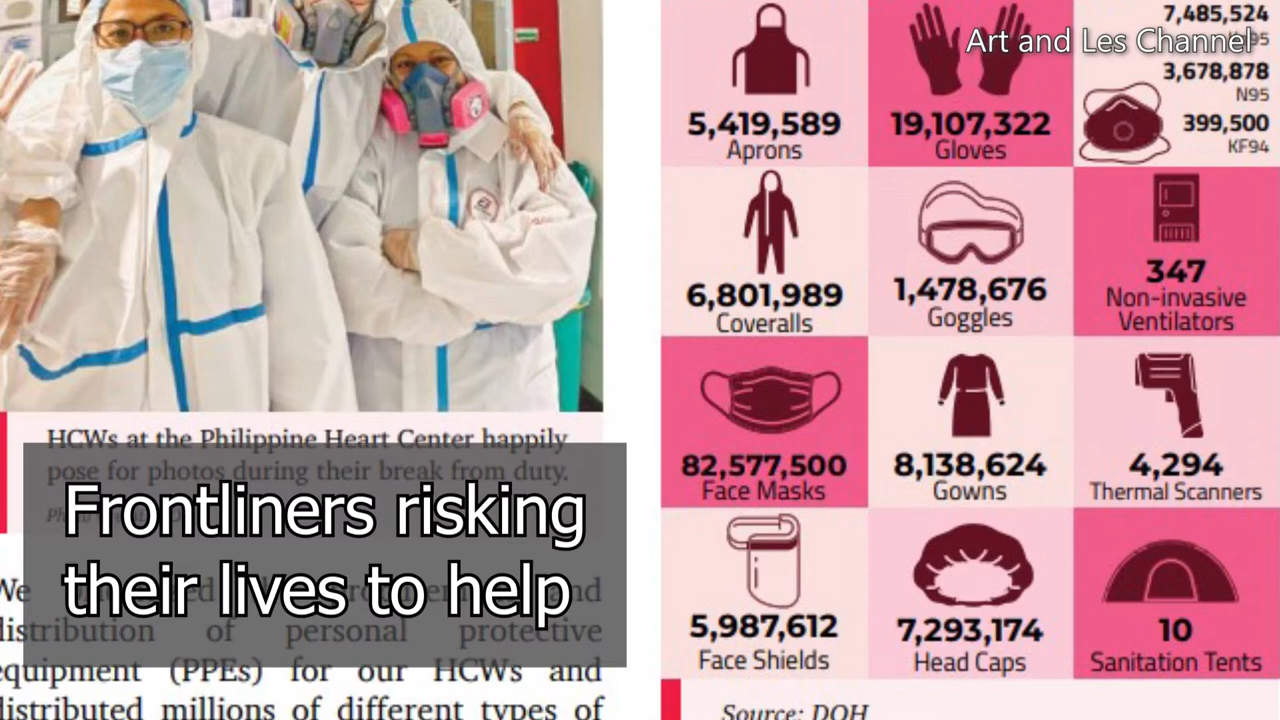 HCWs at the Philippine Heart Center happily
pose for photos during their break from duty.
Frontliners risking
their lives to help
We and
distribution of personal protective
equipment (PPEs) for our HCWs and
distributed millions of different types of
Art and Les Channel
5,419,589
Aprons
19,107,322
Gloves
7,485,524
3,678,878
N95
399,500
KF94
6,801,989
Coveralls
1,478,676
Goggles
347
Non-invasive
Ventilators
82,577,500
Face Masks
8,138,624
Gowns
4,294
Thermal Scanners
5,987,612
Face Shields
7,293,174
Head Caps
10
Sanitation Tents
Source: DOH